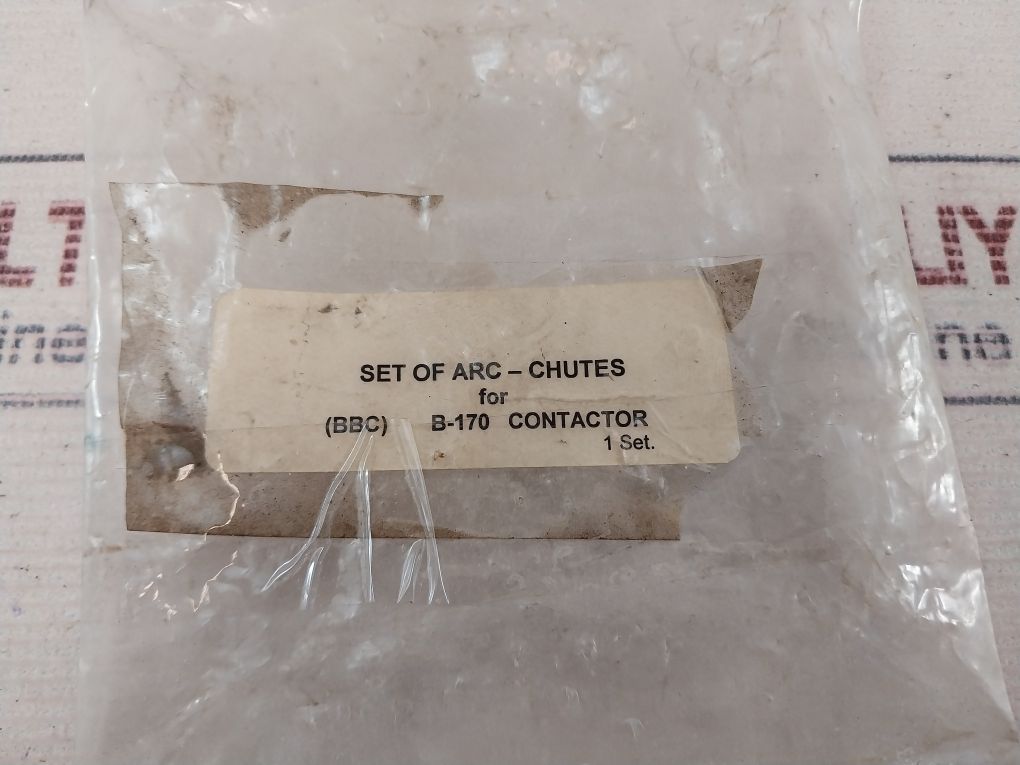 SET OF ARC – CHUTES
for
(BBC) B-170 CONTACTOR
1 Set.